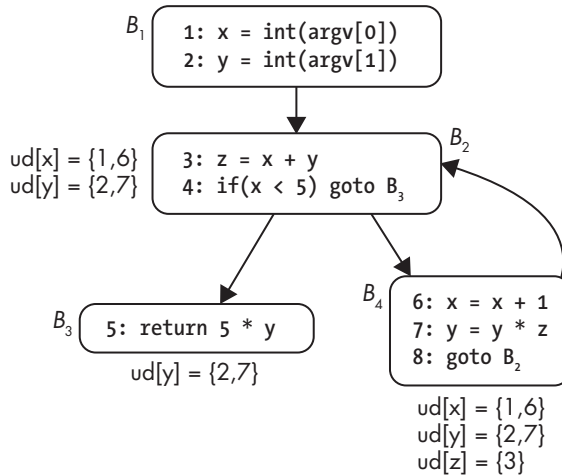 B₁
1: x = int(argv[0])
2: y = int(argv[1])
B₂
ud[x] = {1,6}
ud[y] = {2,7}
3: z = x + y
4: if(x < 5) goto B₃
B₃
5: return 5 * y
ud[y] = {2,7}
B₄
6: x = x + 1
7: y = y * z
8: goto B₂
ud[x] = {1,6}
ud[y] = {2,7}
ud[z] = {3}